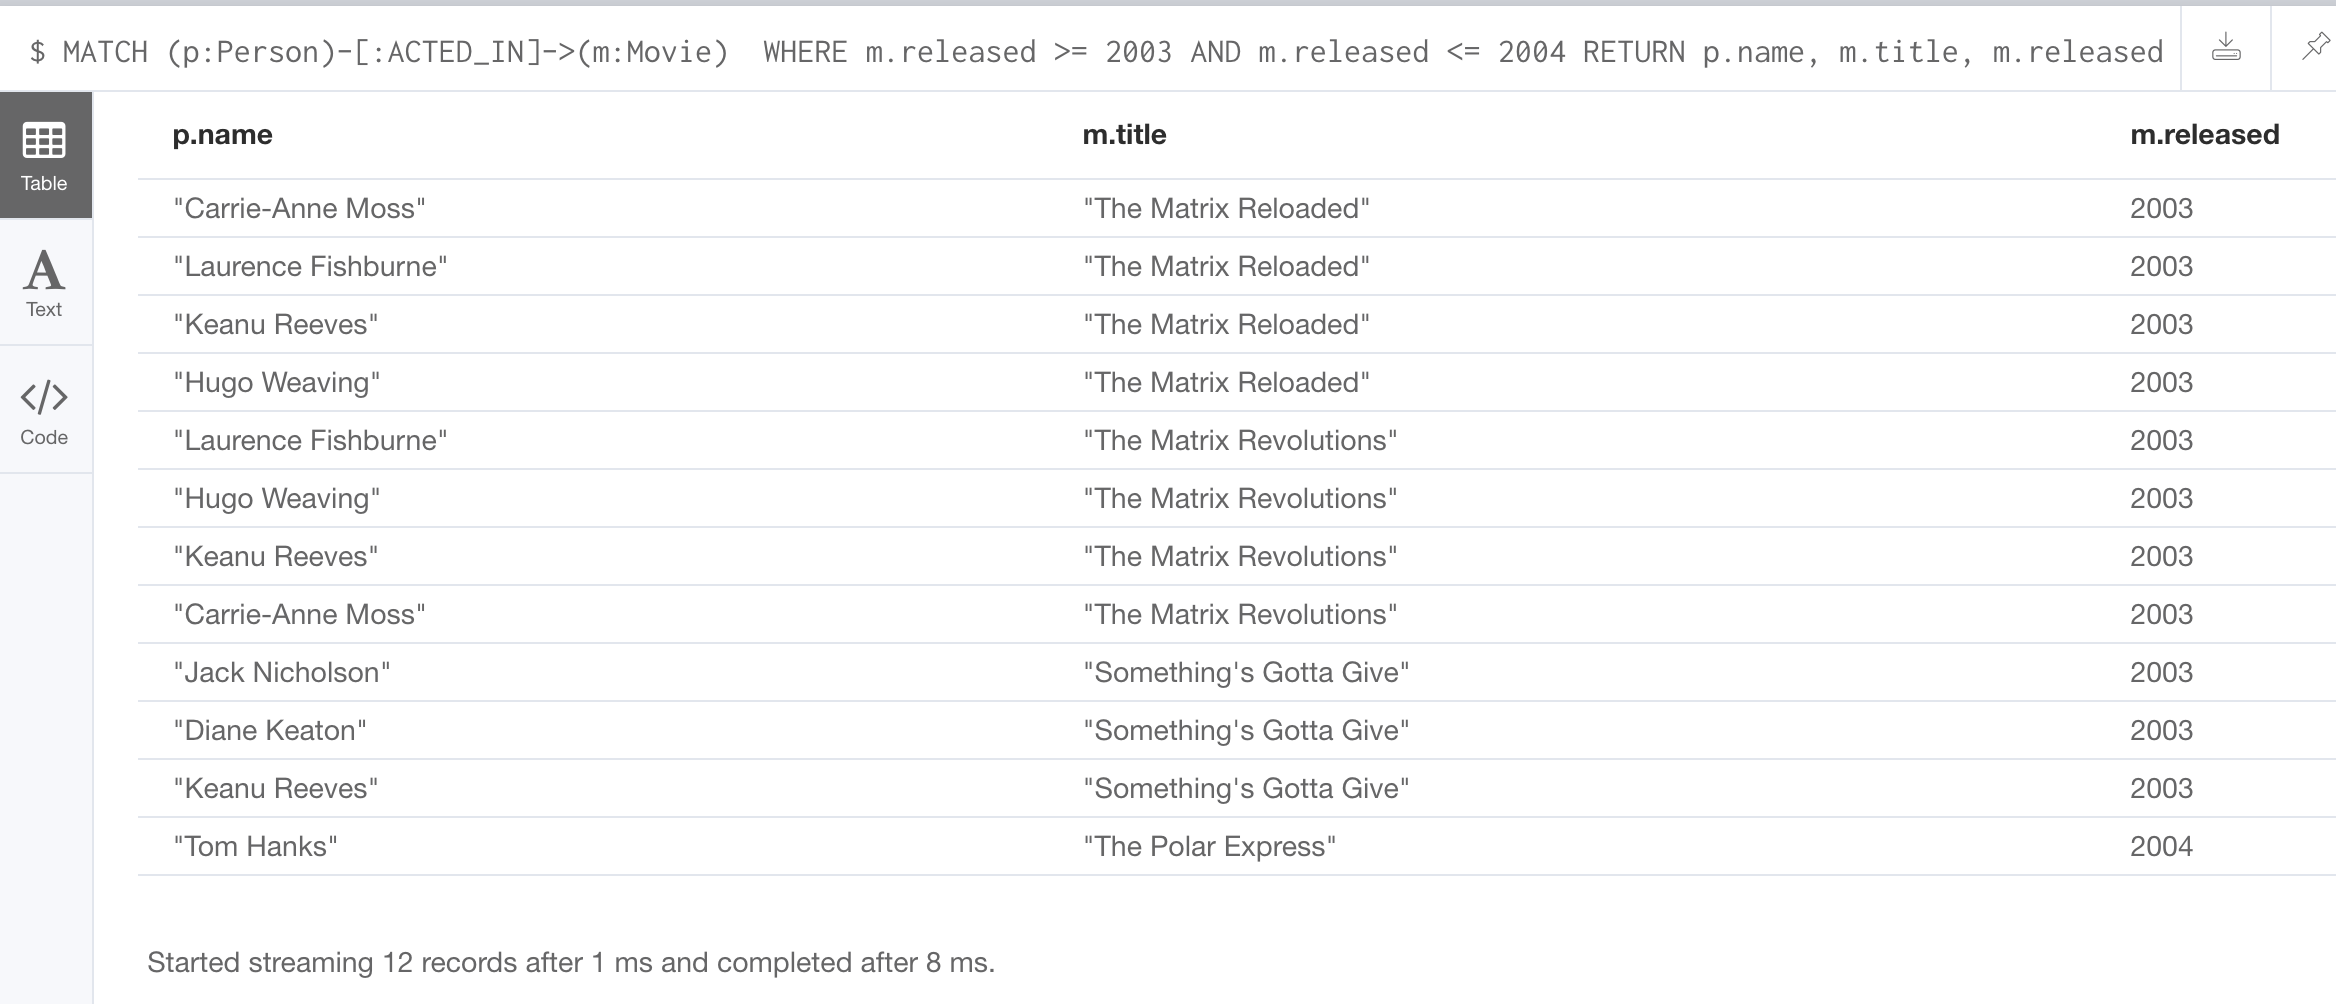 $ MATCH (p:Person)-[:ACTED_IN]->(m:Movie)  WHERE m.released >= 2003 AND m.released <= 2004 RETURN p.name, m.title, m.released
Table
Text
Code
p.name m.title m.released
"Carrie-Anne Moss" "The Matrix Reloaded" 2003
"Laurence Fishburne" "The Matrix Reloaded" 2003
"Keanu Reeves" "The Matrix Reloaded" 2003
"Hugo Weaving" "The Matrix Reloaded" 2003
"Laurence Fishburne" "The Matrix Revolutions" 2003
"Hugo Weaving" "The Matrix Revolutions" 2003
"Keanu Reeves" "The Matrix Revolutions" 2003
"Carrie-Anne Moss" "The Matrix Revolutions" 2003
"Jack Nicholson" "Something's Gotta Give" 2003
"Diane Keaton" "Something's Gotta Give" 2003
"Keanu Reeves" "Something's Gotta Give" 2003
"Tom Hanks" "The Polar Express" 2004
Started streaming 12 records after 1 ms and completed after 8 ms.